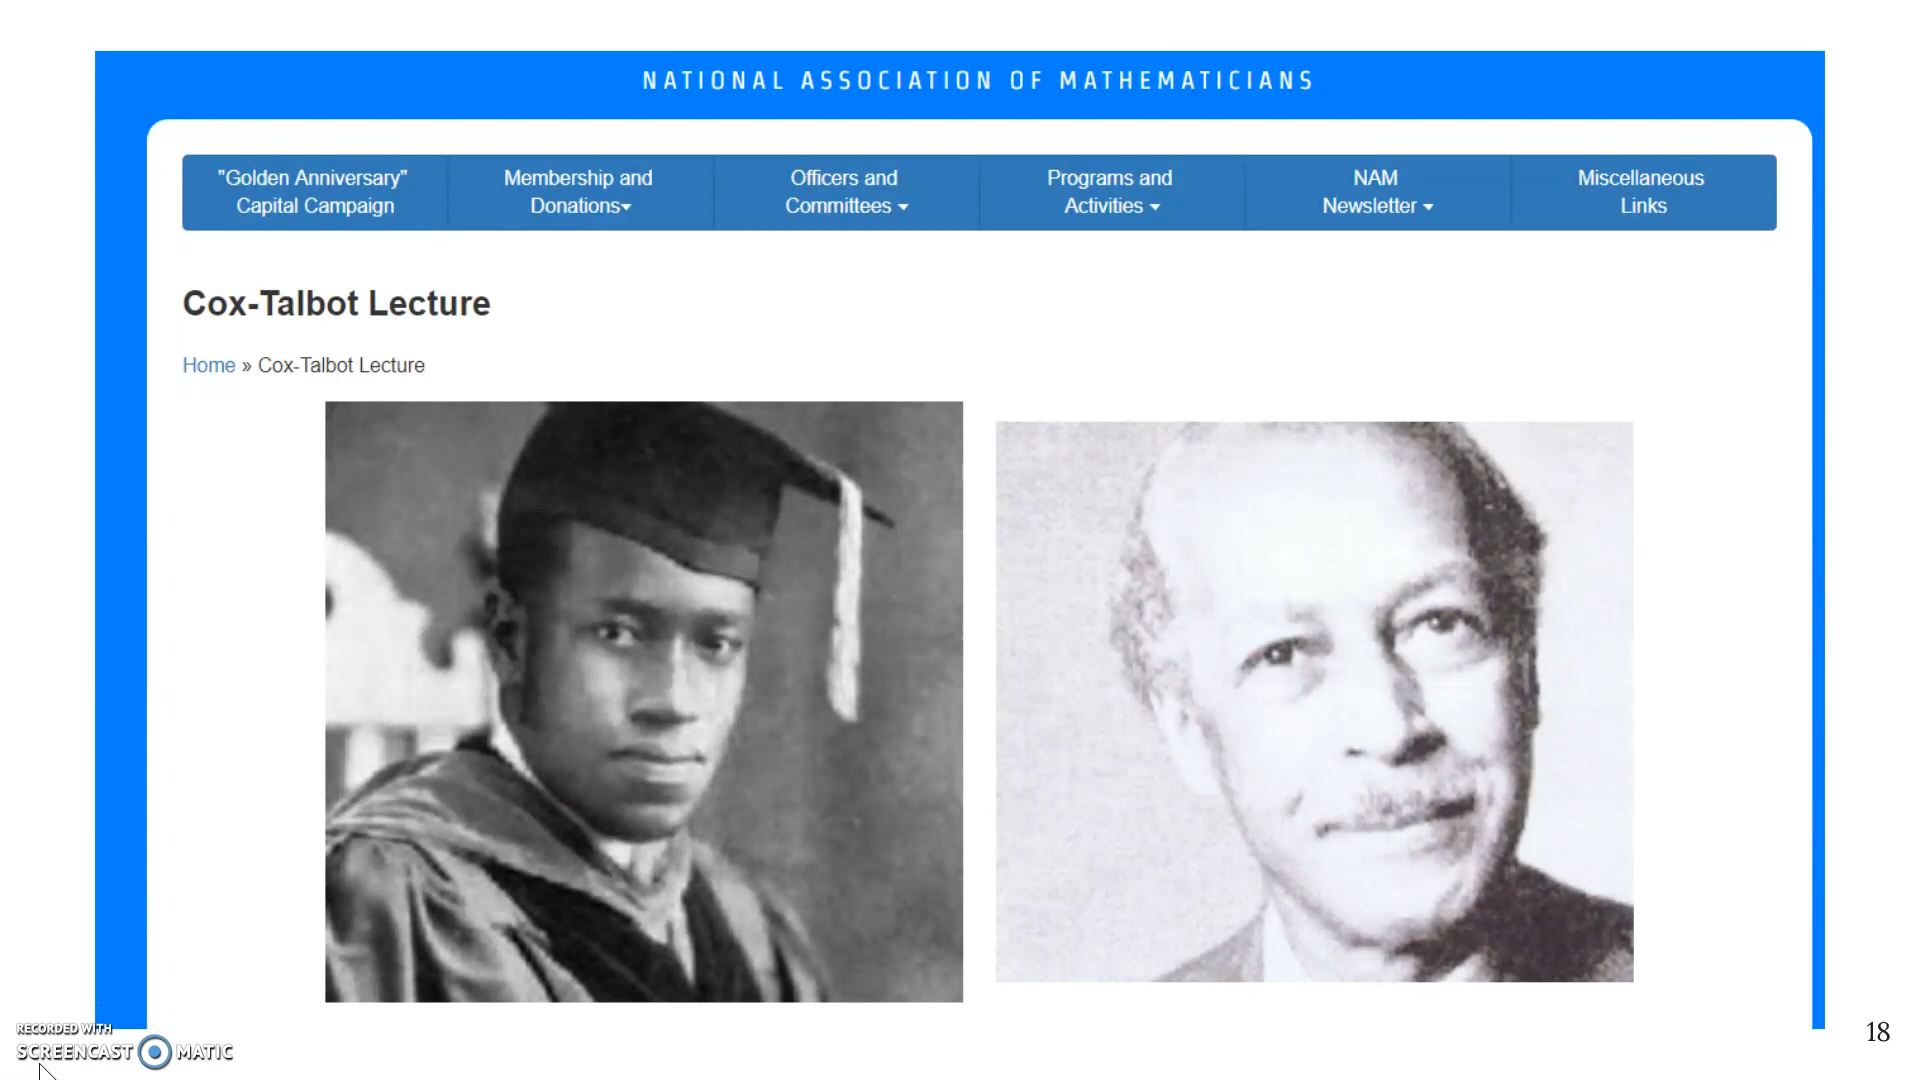 NATIONAL ASSOCIATION OF MATHEMATICIANS
"Golden Anniversary"
Capital Campaign
Membership and
Donations
Officers and
Committees
Programs and
Activities
NAM
Newsletter
Miscellaneous
Links
Cox-Talbot Lecture
Home » Cox-Talbot Lecture
RECORDED WITH
SCREENCAST MATIC
18